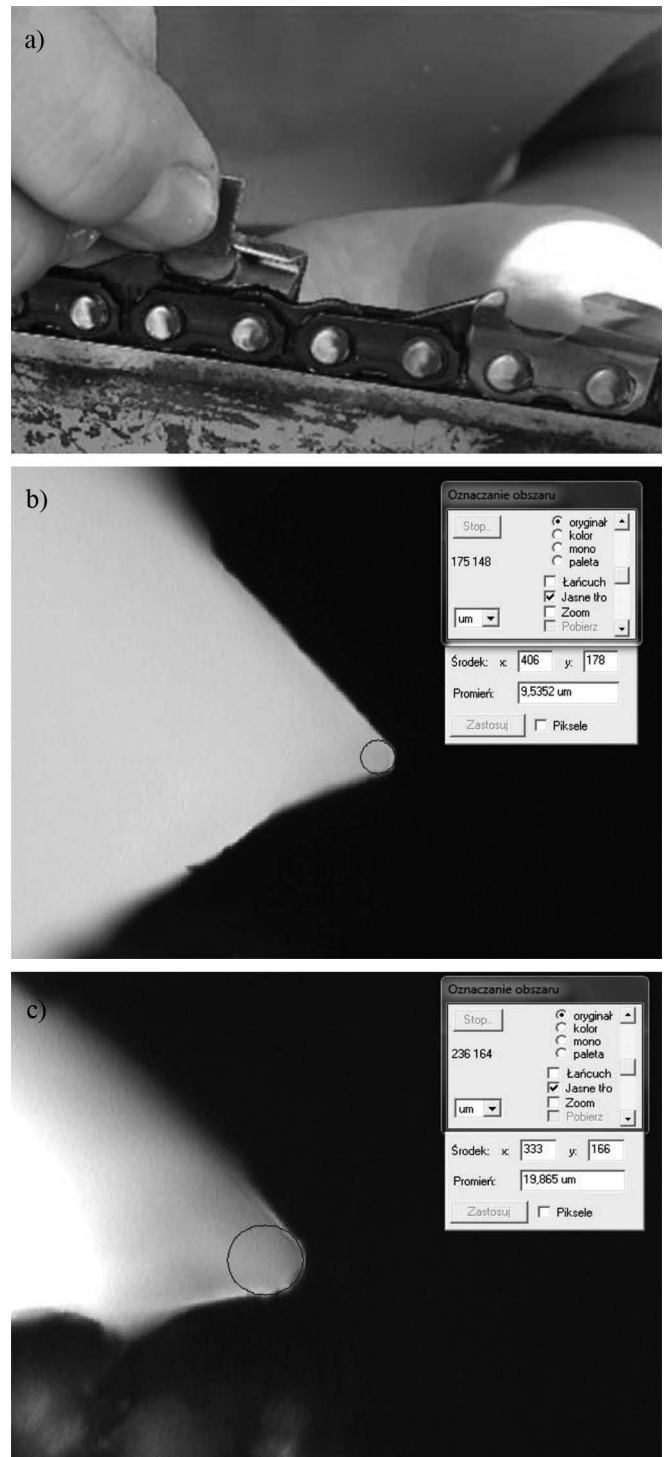 a)
b)
Oznaczanie obszaru
Stop..
oryginał
kolor
mono
paleta
175 148
Łańcuch
Jasne tło
Zoom
um
Pobierz
Środek: x: 406 y: 178
Promień: 9,5352 um
Zastosuj Piksele
c)
Oznaczanie obszaru
Stop..
oryginał
kolor
mono
paleta
236 164
Łańcuch
Jasne tło
Zoom
um
Pobierz
Środek: x: 333 y: 166
Promień: 19,865 um
Zastosuj Piksele